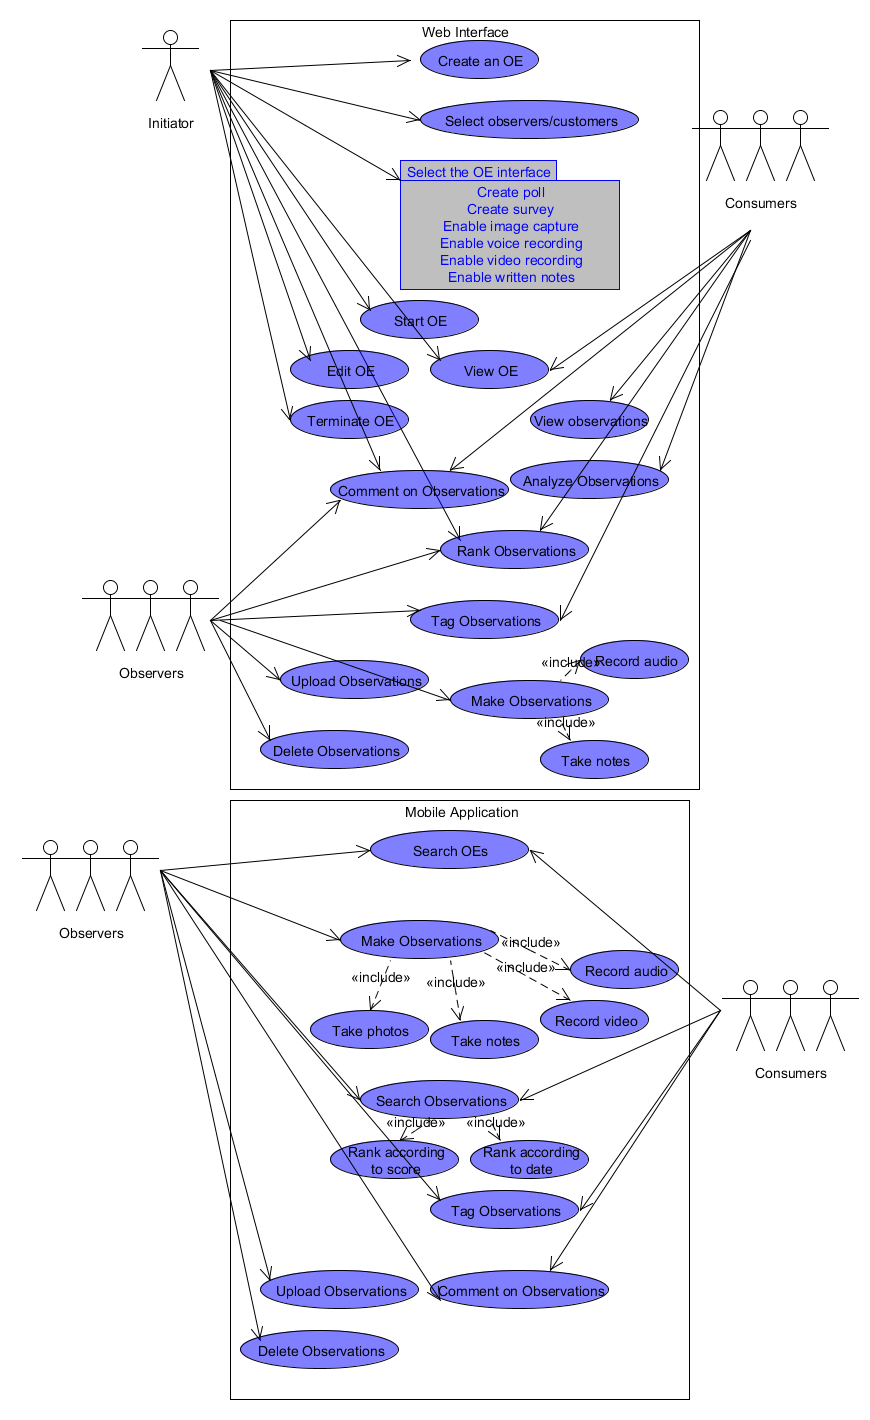 Web Interface
Create an OE
Initiator
Select observers/customers
Select the OE interface
Create poll
Create survey
Enable image capture
Enable voice recording
Enable video recording
Enable written notes
Consumers
Start OE
Edit OE
View OE
Terminate OE
View observations
Comment on Observations
Analyze Observations
Rank Observations
Observers
Tag Observations
Upload Observations
«include»
Record audio
Make Observations
«include»
Delete Observations
Take notes
Mobile Application
Search OEs
Observers
Make Observations
«include»
Record audio
«include»
«include»
«include»
Take photos
Take notes
Record video
Consumers
Search Observations
«include»
«include»
Rank according
to score
Rank according
to date
Tag Observations
Upload Observations
Comment on Observations
Delete Observations